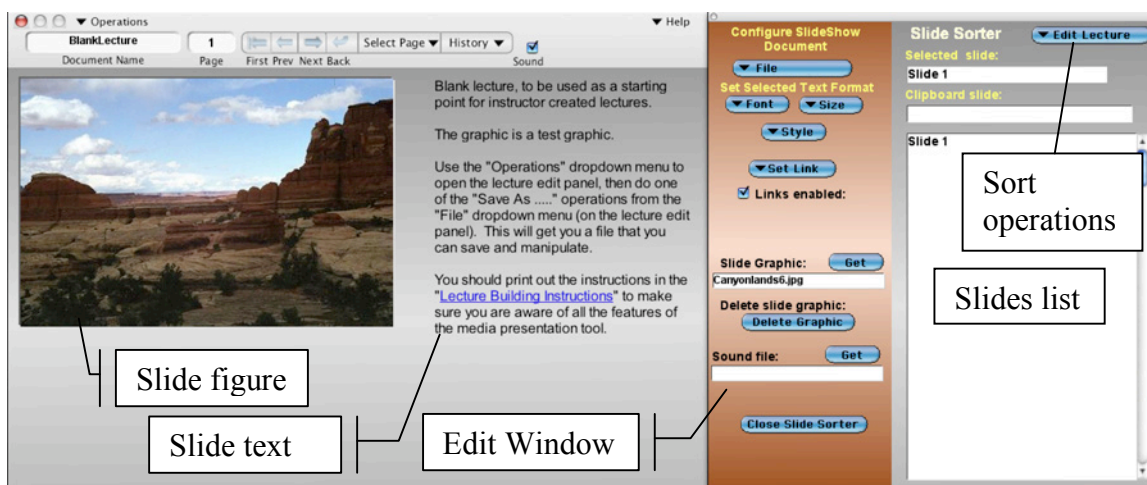 Operations
Help
BlankLecture
1
Select Page
History
Document Name
Page
First Prev Next Back
Sound
Blank lecture, to be used as a starting
point for instructor created lectures.
The graphic is a test graphic.
Use the "Operations" dropdown menu to
open the lecture edit panel, then do one
of the "Save As ....." operations from the
"File" dropdown menu (on the lecture edit
panel). This will get you a file that you
can save and manipulate.
You should print out the instructions in the
"Lecture Building Instructions" to make
sure you are aware of all the features of
the media presentation tool.
Slide figure
Slide text
Edit Window
Configure SlideShow
Document
File
Set Selected Text Format
Font
Size
Style
Set Link
Links enabled:
Slide Graphic:
Get
Canyonlands6.jpg
Delete slide graphic:
Delete Graphic
Sound file:
Get
Close Slide Sorter
Slide Sorter
Edit Lecture
Selected slide:
Slide 1
Clipboard slide:
Slide 1
Sort
operations
Slides list